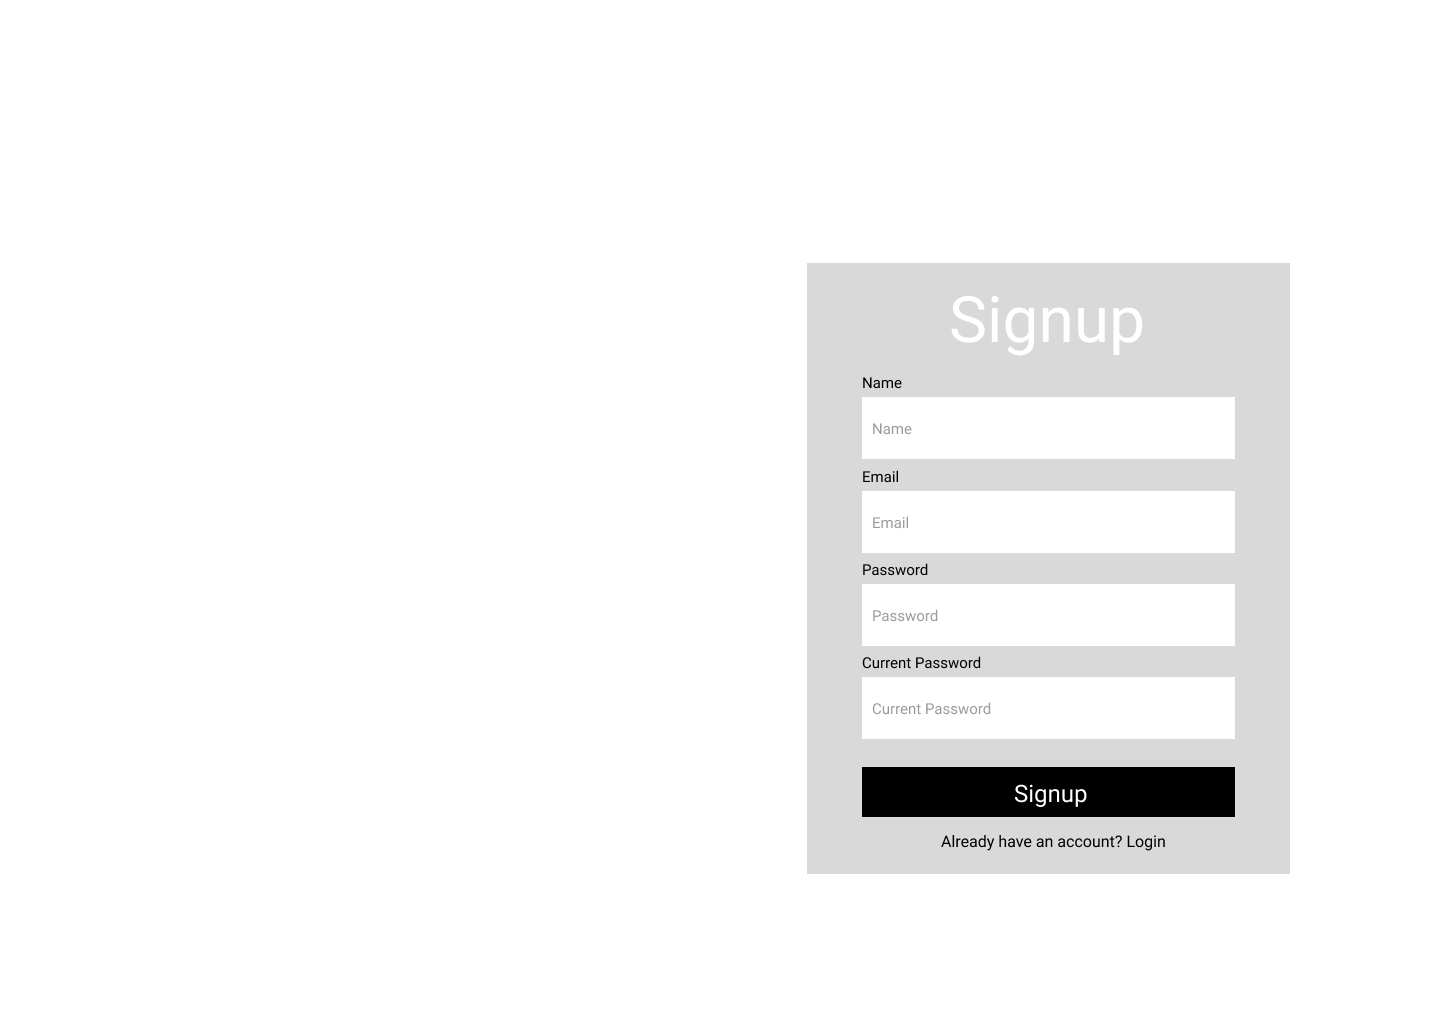 Signup
Name
Name
Email
Email
Password
Password
Current Password
Current Password
Signup
Already have an account? Login